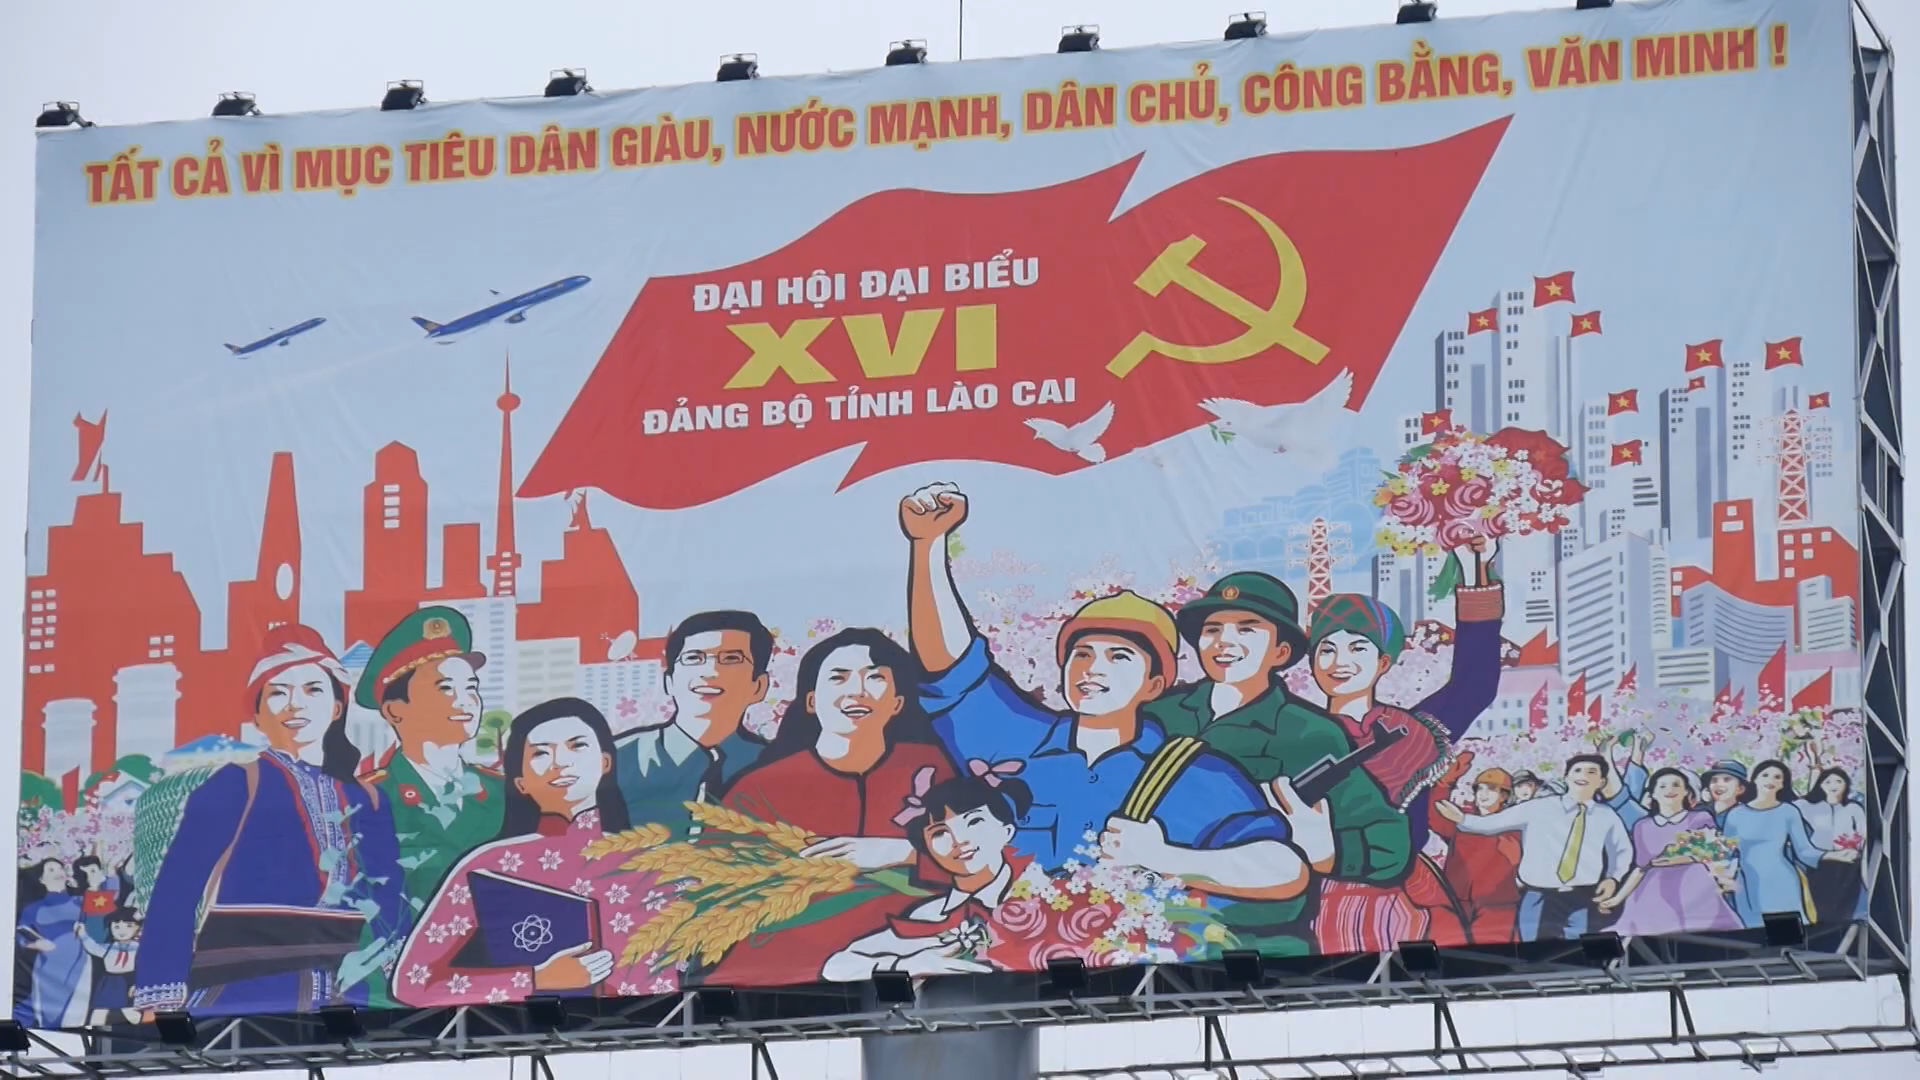 TẤT CẢ VÌ MỤC TIÊU DÂN GIÀU, NƯỚC MẠNH, DÂN CHỦ, CÔNG BẰNG, VĂN MINH !
ĐẠI HỘI ĐẠI BIỂU
XVI
ĐẢNG BỘ TỈNH LÀO CAI